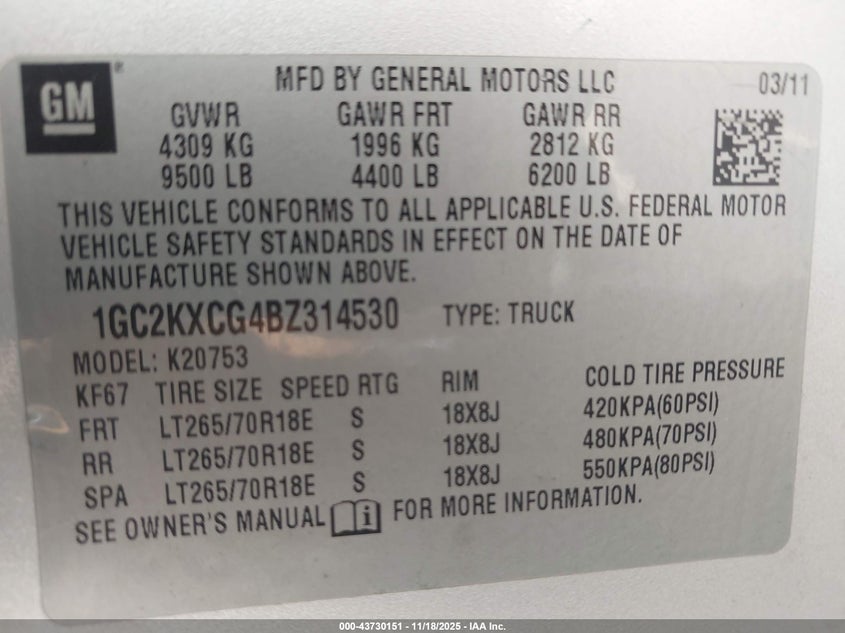 GM®
MFD BY GENERAL MOTORS LLC 03/11
GVWR GAWR FRT GAWR RR
4309 KG 1996 KG 2812 KG
9500 LB 4400 LB 6200 LB
THIS VEHICLE CONFORMS TO ALL APPLICABLE U.S. FEDERAL MOTOR
VEHICLE SAFETY STANDARDS IN EFFECT ON THE DATE OF
MANUFACTURE SHOWN ABOVE.
1GC2KXCG4BZ314530 TYPE: TRUCK
MODEL: K20753
KF67 TIRE SIZE SPEED RTG RIM COLD TIRE PRESSURE
FRT LT265/70R18E S 18X8J 420KPA(60PSI)
RR LT265/70R18E S 18X8J 480KPA(70PSI)
SPA LT265/70R18E S 18X8J 550KPA(80PSI)
SEE OWNER'S MANUAL i FOR MORE INFORMATION.
000-43730151 - 11/18/2025 - IAA Inc.